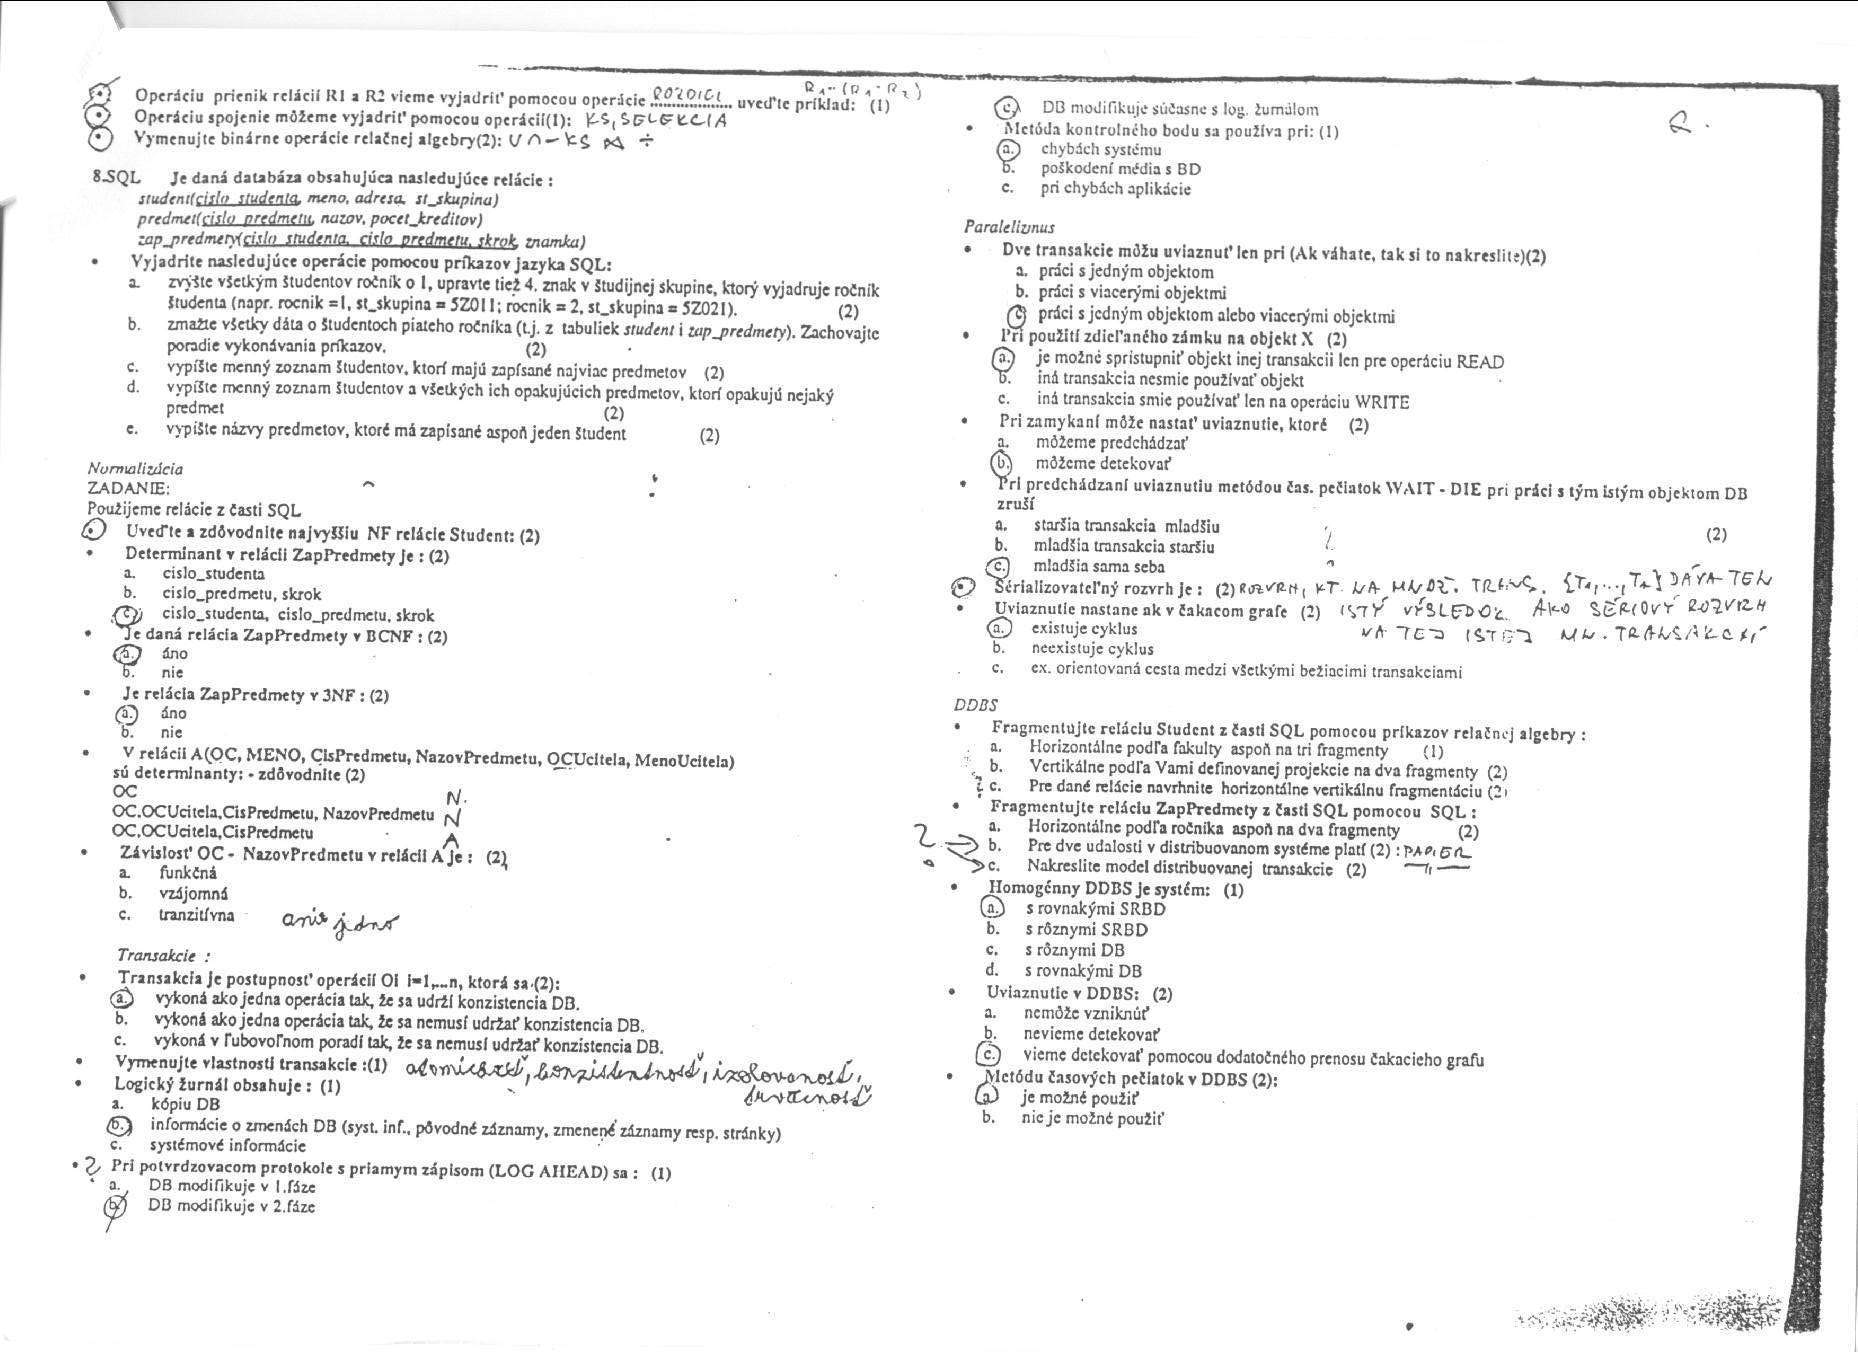 Operáciu prienik relácií R1 a R2 vieme vyjadriť pomocou operácie ROZDIEL uveďte príklad: (1) R1-(R1-R2)
Operáciu spojenie môžeme vyjadriť pomocou operácií(1): KS, SELEKCIA
Vymenujte binárne operácie relačnej algebry(2): ∪ ∩ − KS ⋈ ÷
8.SQL Je daná databáza obsahujúca nasledujúce relácie :
student(cislo_studenta, meno, adresa, st_skupina)
predmet(cislo_predmetu, nazov, pocet_kreditov)
zap_predmety(cislo_studenta, cislo_predmetu, skrok, znamka)
• Vyjadrite nasledujúce operácie pomocou príkazov jazyka SQL:
a. zvýšte všetkým študentov ročník o 1, upravte tiež 4. znak v študijnej skupine, ktorý vyjadruje ročník
študenta (napr. rocnik =1, st_skupina = 5Z011; rocnik = 2, st_skupina = 5Z021). (2)
b. zmažte všetky dáta o študentoch piateho ročníka (t.j. z tabuliek student i zap_predmety). Zachovajte
poradie vykonávania príkazov. (2)
c. vypíšte menný zoznam študentov, ktorí majú zapísané najviac predmetov (2)
d. vypíšte menný zoznam študentov a všetkých ich opakujúcich predmetov, ktorí opakujú nejaký
predmet (2)
e. vypíšte názvy predmetov, ktoré má zapísané aspoň jeden študent (2)
Normalizácia
ZADANIE:
Použijeme relácie z časti SQL
Uveďte a zdôvodnite najvyššiu NF relácie Student: (2)
• Determinant v relácii ZapPredmety je : (2)
a. cislo_studenta
b. cislo_predmetu, skrok
c. cislo_studenta, cislo_predmetu, skrok
• Je daná relácia ZapPredmety v BCNF : (2)
a. áno
b. nie
• Je relácia ZapPredmety v 3NF : (2)
a. áno
b. nie
• V relácii A(OC, MENO, CisPredmetu, NazovPredmetu, OCUcitela, MenoUcitela)
sú determinanty: - zdôvodnite (2)
OC N.
OC,OCUcitela,CisPredmetu, NazovPredmetu N
OC,OCUcitela,CisPredmetu A
• Závislosť OC - NazovPredmetu v relácii A je : (2)
a. funkčná
b. vzájomná
c. tranzitívna ani jedno
Transakcie :
• Transakcia je postupnosť operácií Oi i=1,...n, ktorá sa (2):
a. vykoná ako jedna operácia tak, že sa udrží konzistencia DB.
b. vykoná ako jedna operácia tak, že sa nemusí udržať konzistencia DB.
c. vykoná v ľubovoľnom poradí tak, že sa nemusí udržať konzistencia DB.
• Vymenujte vlastnosti transakcie :(1) atomickosť, konzistentnosť, izolovanosť,
trvácnosť
• Logický žurnál obsahuje : (1)
a. kópiu DB
b. informácie o zmenách DB (syst. inf., pôvodné záznamy, zmenené záznamy resp. stránky)
c. systémové informácie
• ? Pri potvrdzovacom protokole s priamym zápisom (LOG AHEAD) sa : (1)
a. DB modifikuje v 1.fáze
b. DB modifikuje v 2.fáze
c. DB modifikuje súčasne s log. žurnálom
• Metóda kontrolného bodu sa používa pri: (1)
a. chybách systému
b. poškodení média s BD
c. pri chybách aplikácie
Paralelizmus
• Dve transakcie môžu uviaznuť len pri (Ak váhate, tak si to nakreslite)(2)
a. práci s jedným objektom
b. práci s viacerými objektmi
c. práci s jedným objektom alebo viacerými objektmi
• Pri použití zdieľaného zámku na objekt X (2)
a. je možné sprístupniť objekt inej transakcii len pre operáciu READ
b. iná transakcia nesmie používať objekt
c. iná transakcia smie používať len na operáciu WRITE
• Pri zamykaní môže nastať uviaznutie, ktoré (2)
a. môžeme predchádzať
b. môžeme detekovať
• Pri predchádzaní uviaznutiu metódou čas. pečiatok WAIT - DIE pri práci s tým istým objektom DB
zruší
a. staršia transakcia mladšiu (2)
b. mladšia transakcia staršiu
c. mladšia sama seba
Sérializovateľný rozvrh je : (2) ROZVRH, KT. NA MNOŽ. TRANS. {T1,...,Tn} DÁVA TEN
• Uviaznutie nastane ak v čakacom grafe (2) ISTÝ VÝSLEDOK AKO SÉRIOVÝ ROZVRH
a. existuje cyklus NA TEJ ISTEJ MN. TRANSAKCIÍ
b. neexistuje cyklus
c. ex. orientovaná cesta medzi všetkými bežiacimi transakciami
DDBS
• Fragmentujte reláciu Student z časti SQL pomocou príkazov relačnej algebry :
a. Horizontálne podľa fakulty aspoň na tri fragmenty (1)
b. Vertikálne podľa Vami definovanej projekcie na dva fragmenty (2)
c. Pre dané relácie navrhnite horizontálne vertikálnu fragmentáciu (2)
• Fragmentujte reláciu ZapPredmety z časti SQL pomocou SQL :
a. Horizontálne podľa ročníka aspoň na dva fragmenty (2)
? b. Pre dve udalosti v distribuovanom systéme platí (2) : PAPIER
c. Nakreslite model distribuovanej transakcie (2) —"—
• Homogénny DDBS je systém: (1)
a. s rovnakými SRBD
b. s rôznymi SRBD
c. s rôznymi DB
d. s rovnakými DB
• Uviaznutie v DDBS: (2)
a. nemôže vzniknúť
b. nevieme detekovať
c. vieme detekovať pomocou dodatočného prenosu čakacieho grafu
• Metódu časových pečiatok v DDBS (2):
a je možné použiť
b. nie je možné použiť